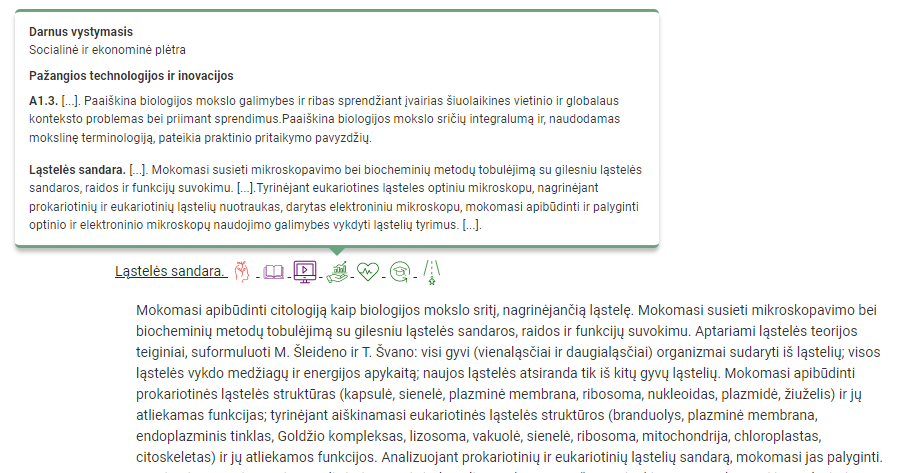 Darnus vystymasis
Socialinė ir ekonominė plėtra
Pažangios technologijos ir inovacijos
A1.3. [...]. Paaiškina biologijos mokslo galimybes ir ribas sprendžiant įvairias šiuolaikines vietinio ir globalaus
konteksto problemas bei priimant sprendimus.Paaiškina biologijos mokslo sričių integralumą ir, naudodamas
mokslinę terminologiją, pateikia praktinio pritaikymo pavyzdžių.
Ląstelės sandara. [...]. Mokomasi susieti mikroskopavimo bei biocheminių metodų tobulėjimą su gilesniu ląstelės
sandaros, raidos ir funkcijų suvokimu. [...].Tyrinėjant eukariotines ląsteles optiniu mikroskopu, nagrinėjant
prokariotinių ir eukariotinių ląstelių nuotraukas, darytas elektroniniu mikroskopu, mokomasi apibūdinti ir palyginti
optinio ir elektroninio mikroskopų naudojimo galimybes vykdyti ląstelių tyrimus. [...].
Ląstelės sandara.
Mokomasi apibūdinti citologiją kaip biologijos mokslo sritį, nagrinėjančią ląstelę. Mokomasi susieti mikroskopavimo bei
biocheminių metodų tobulėjimą su gilesniu ląstelės sandaros, raidos ir funkcijų suvokimu. Aptariami ląstelės teorijos
teiginiai, suformuluoti M. Šleideno ir T. Švano: visi gyvi (vienaląsčiai ir daugialąsčiai) organizmai sudaryti iš ląstelių; visos
ląstelės vykdo medžiagų ir energijos apykaitą; naujos ląstelės atsiranda tik iš kitų gyvų ląstelių. Mokomasi apibūdinti
prokariotinės ląstelės struktūras (kapsulė, sienelė, plazminė membrana, ribosoma, nukleoidas, plazmidė, žiuželis) ir jų
atliekamas funkcijas; tyrinėjant aiškinamasi eukariotinės ląstelės struktūros (branduolys, plazminė membrana,
endoplazminis tinklas, Goldžio kompleksas, lizosoma, vakuolė, sienelė, ribosoma, mitochondrija, chloroplastas,
citoskeletas) ir jų atliekamos funkcijos. Analizuojant prokariotinių ir eukariotinių ląstelių sandarą, mokomasi jas palyginti.